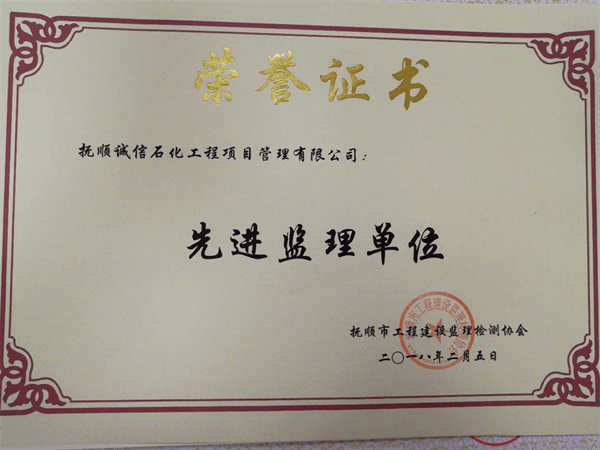 荣誉证书
抚顺诚信石化工程项目管理有限公司：
先进监理单位
抚顺市工程建设监理检测协会
二〇一八年二月五日